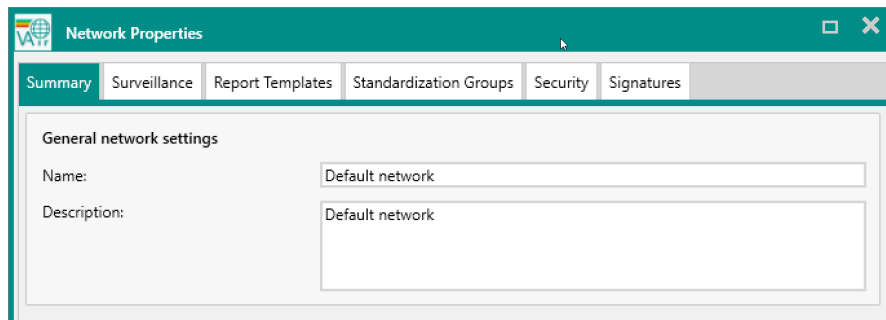 VAir
Network Properties
Summary Surveillance Report Templates Standardization Groups Security Signatures
General network settings
Name: Default network
Description: Default network